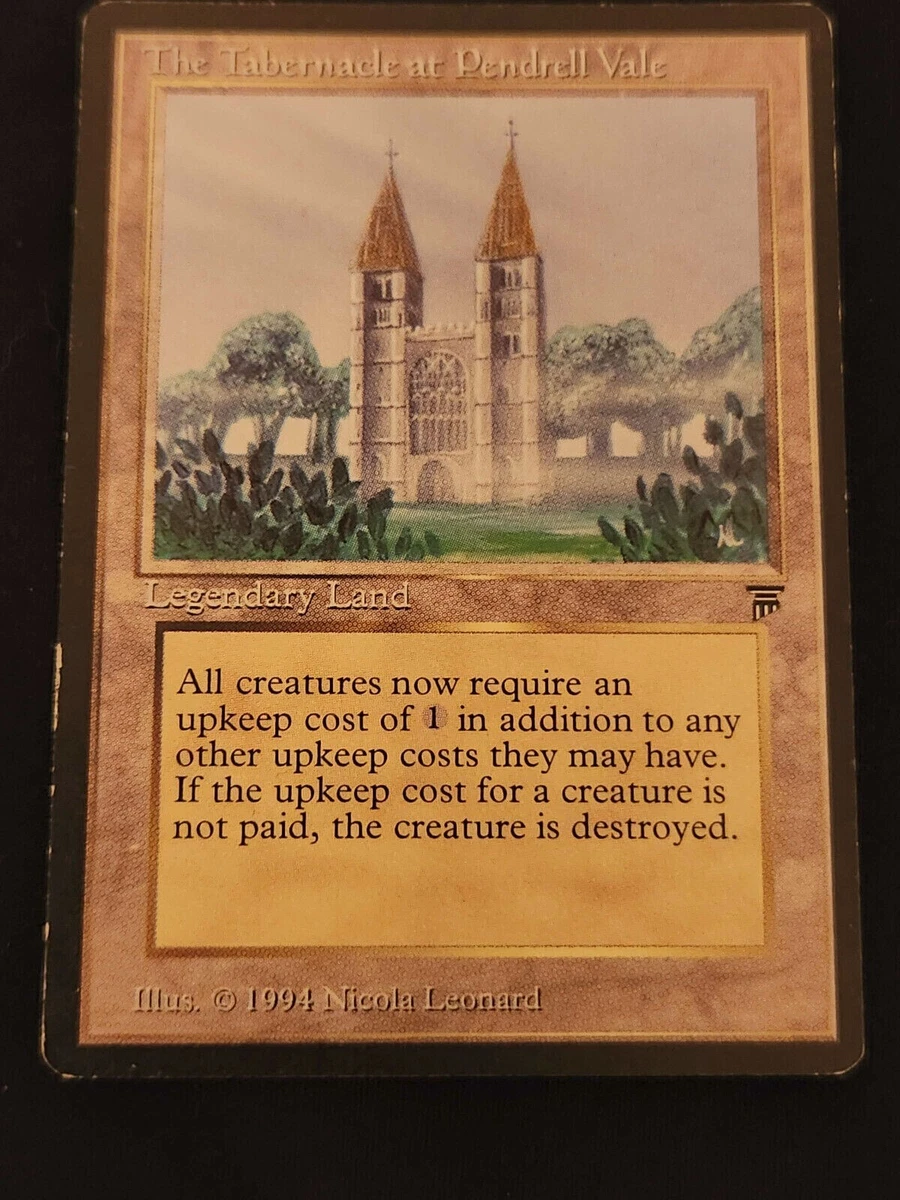 The Tabernacle at Pendrell Vale
NL
Legendary Land
All creatures now require an
upkeep cost of 1 in addition to any
other upkeep costs they may have.
If the upkeep cost for a creature is
not paid, the creature is destroyed.
Illus. © 1994 Nicola Leonard